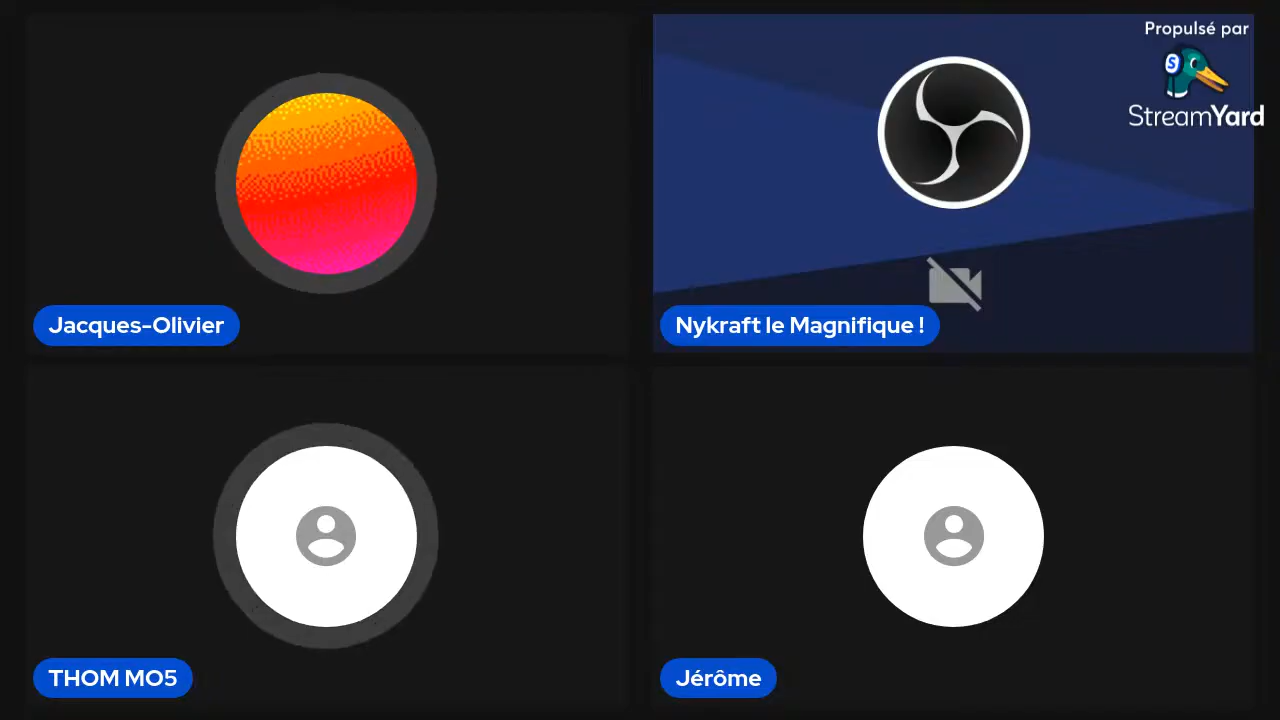 Propulsé par
S
StreamYard
Jacques-Olivier
Nykraft le Magnifique !
THOM MO5
Jérôme